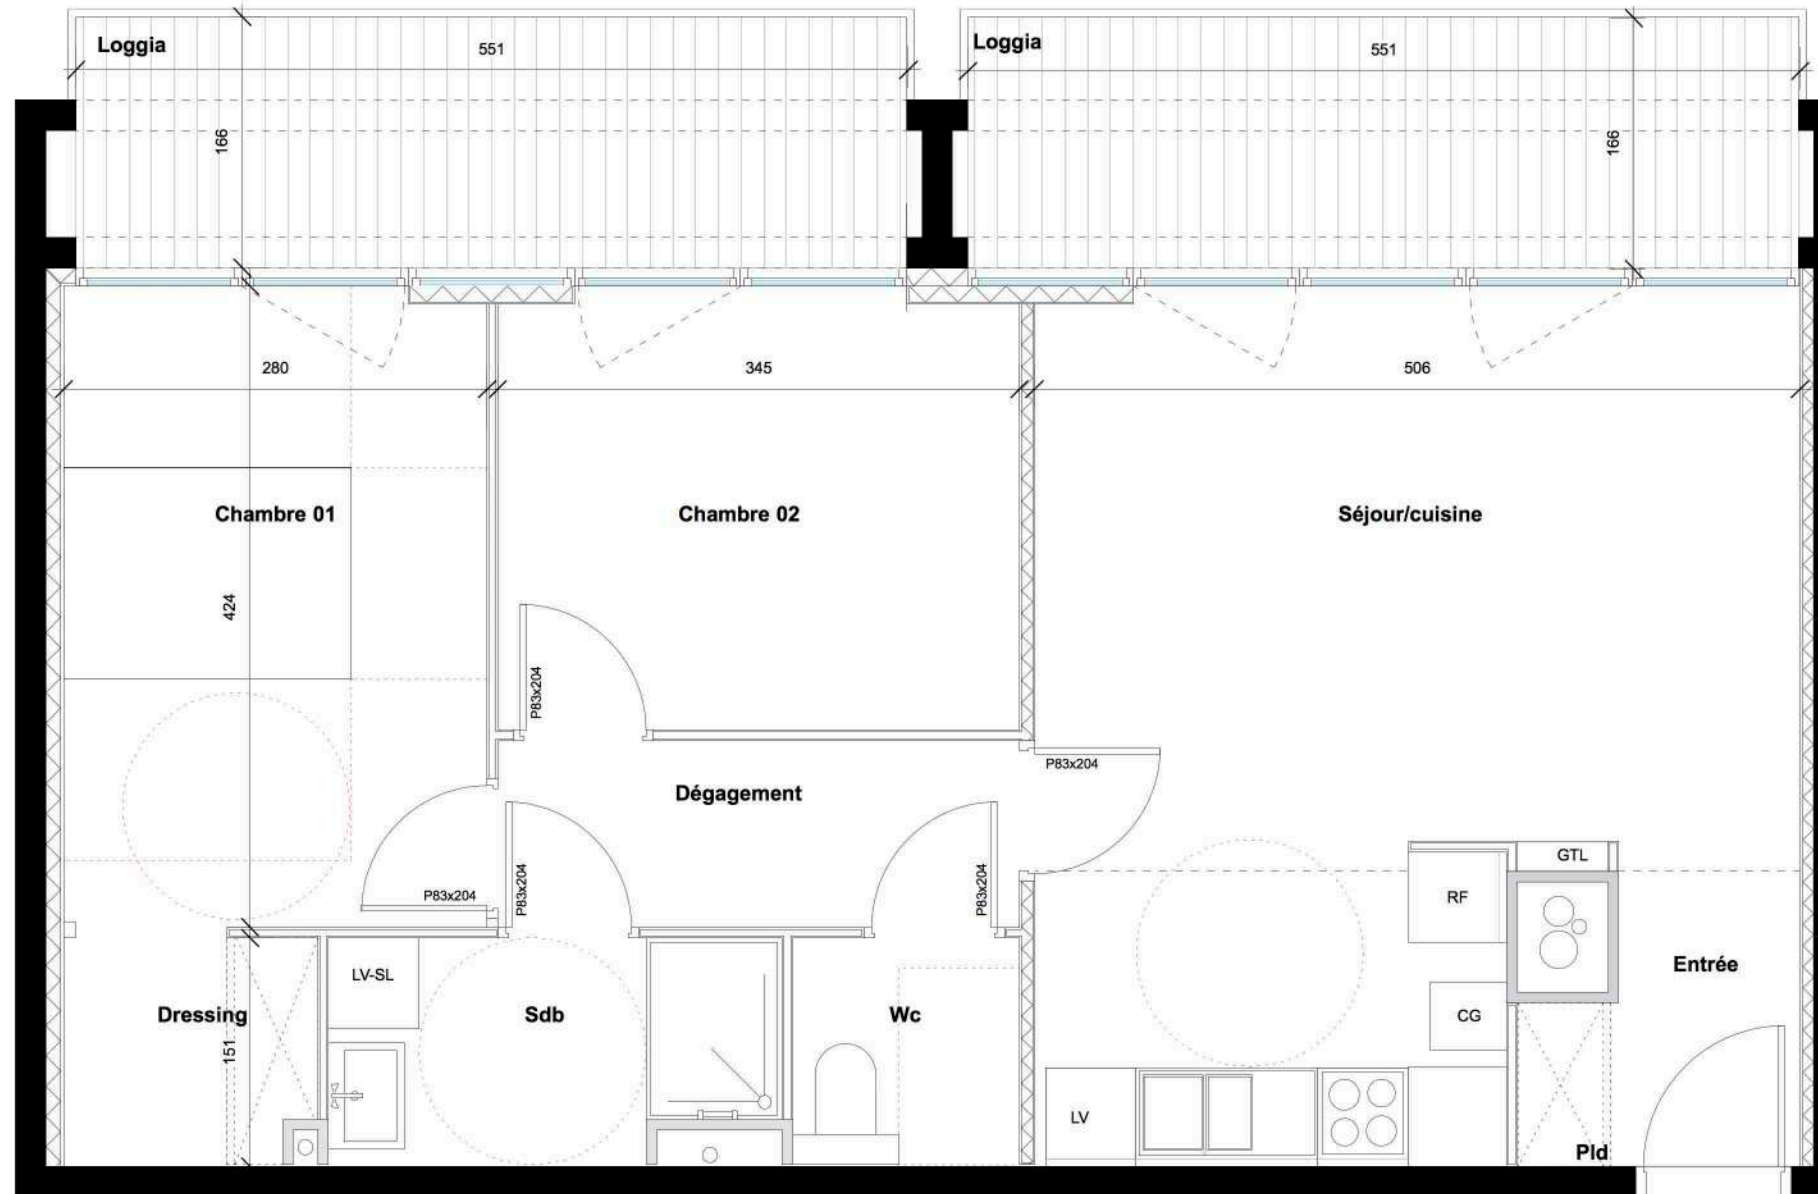 Loggia
551
Loggia
551
166
166
280
345
506
Chambre 01
Chambre 02
Séjour/cuisine
424
P83x204
P83x204
Dégagement
GTL
P83x204
P83x204
P83x204
RF
Entrée
LV-SL
Dressing
Sdb
Wc
CG
151
LV
Pld